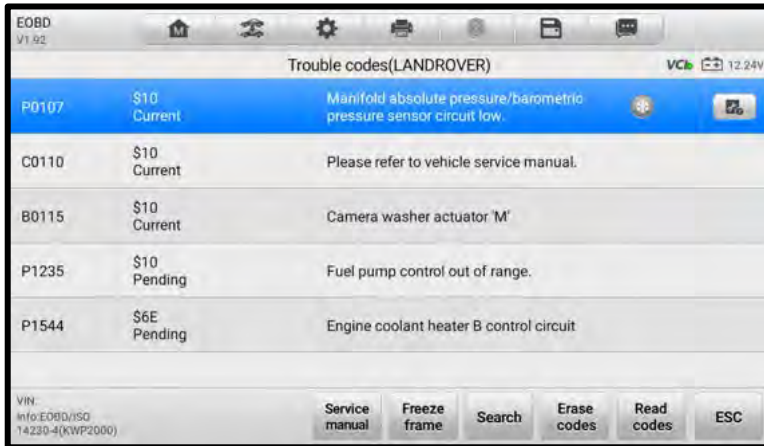 EOBD
V1.92
M
Trouble codes(LANDROVER)
VCI
12.24V
P0107
$10
Current
Manifold absolute pressure/barometric
pressure sensor circuit low.
C0110
$10
Current
Please refer to vehicle service manual.
B0115
$10
Current
Camera washer actuator 'M'
P1235
$10
Pending
Fuel pump control out of range.
P1544
$6E
Pending
Engine coolant heater B control circuit
VIN:
Info:EOBD/ISO
14230-4(KWP2000)
Service
manual
Freeze
frame
Search
Erase
codes
Read
codes
ESC